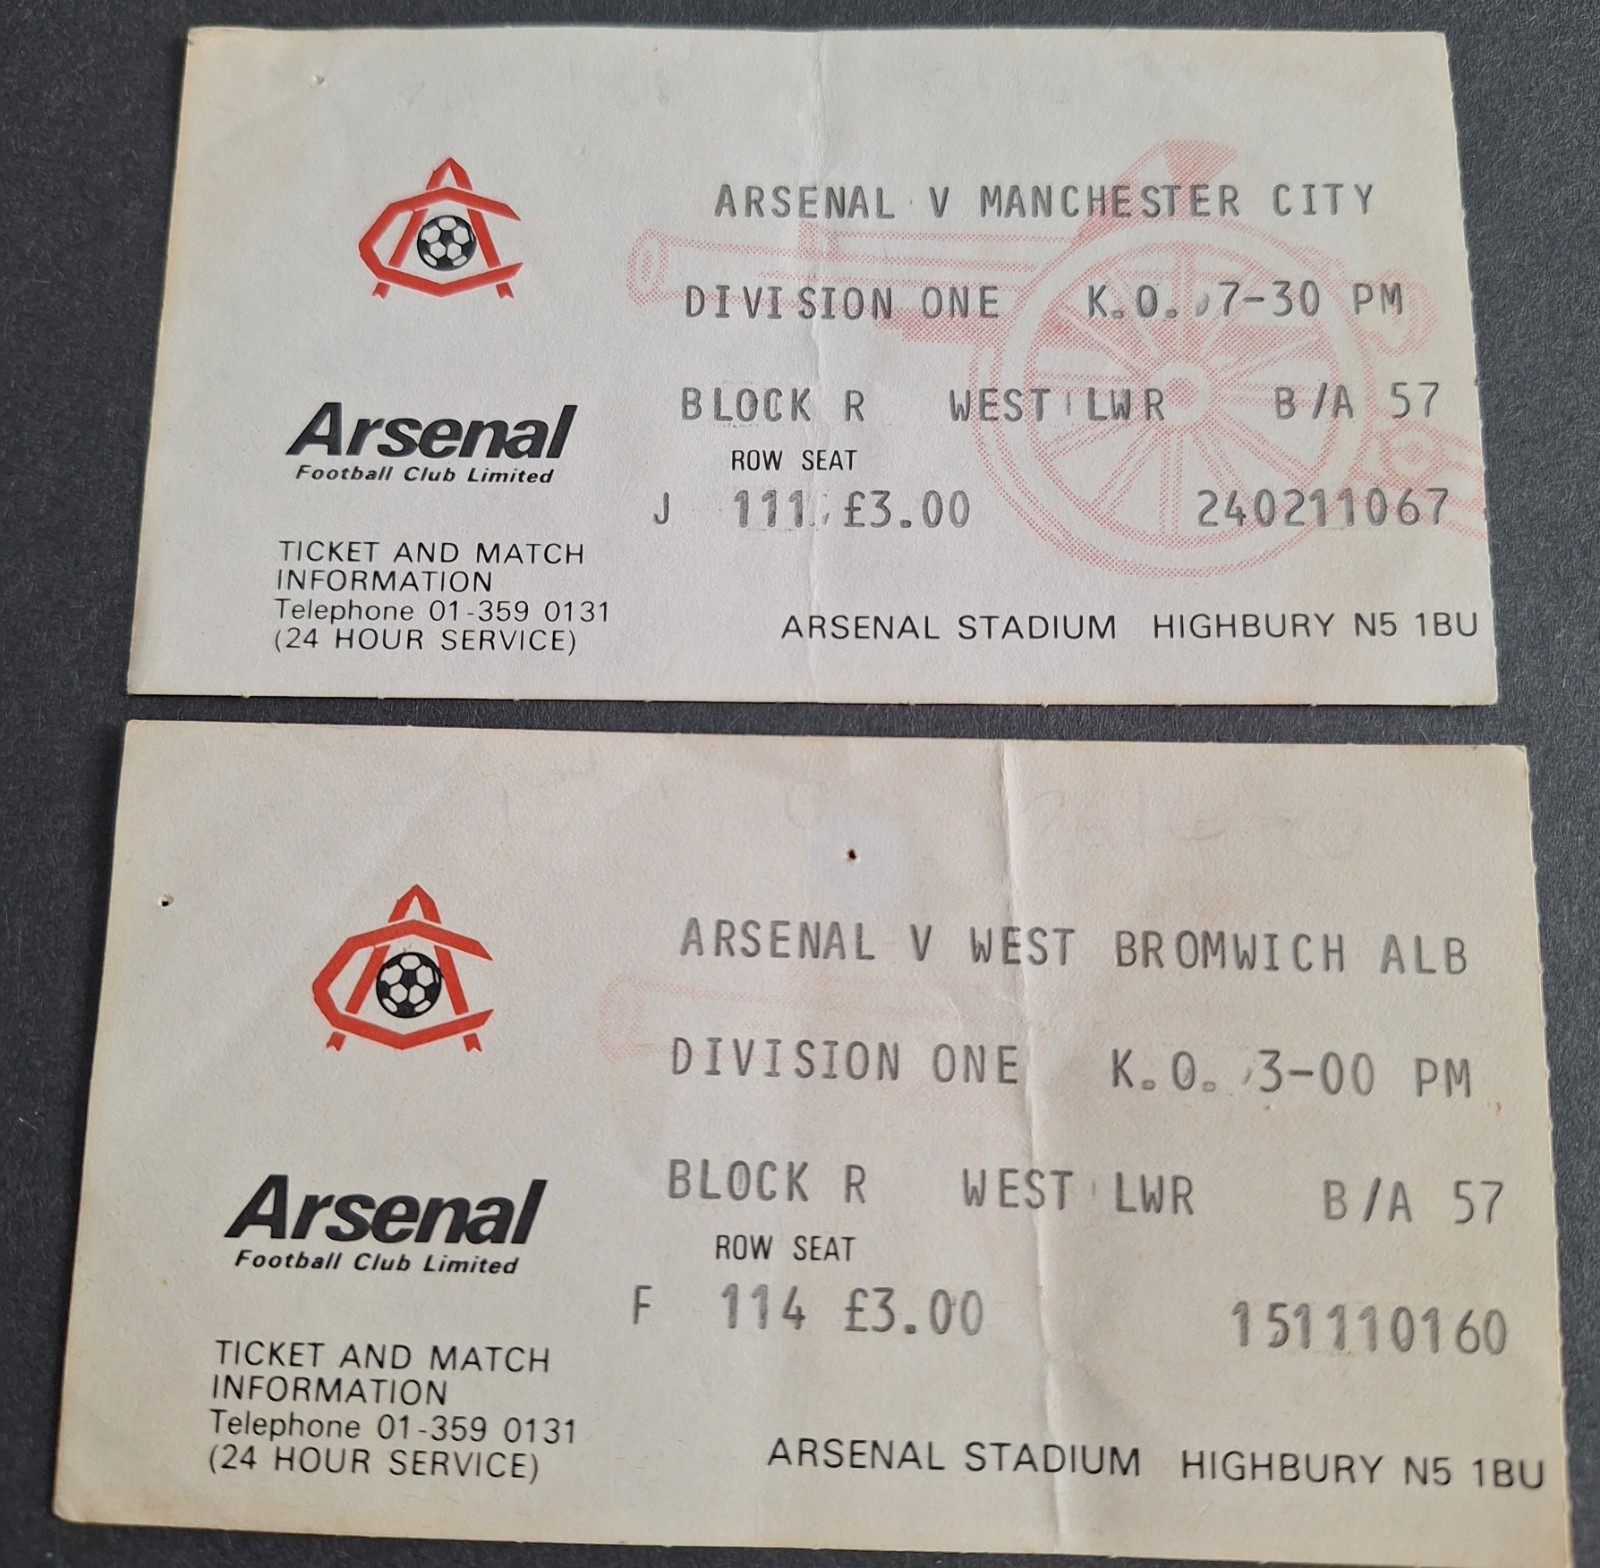 ARSENAL V MANCHESTER CITY
DIVISION ONE K.O. 7-30 PM
BLOCK R WEST LWR B/A 57
ROW SEAT
J 111 £3.00 240211067
Arsenal
Football Club Limited
TICKET AND MATCH
INFORMATION
Telephone 01-359 0131
(24 HOUR SERVICE)
ARSENAL STADIUM HIGHBURY N5 1BU
ARSENAL V WEST BROMWICH ALB
DIVISION ONE K.O. 3-00 PM
BLOCK R WEST LWR B/A 57
ROW SEAT
F 114 £3.00 151110160
Arsenal
Football Club Limited
TICKET AND MATCH
INFORMATION
Telephone 01-359 0131
(24 HOUR SERVICE)
ARSENAL STADIUM HIGHBURY N5 1BU